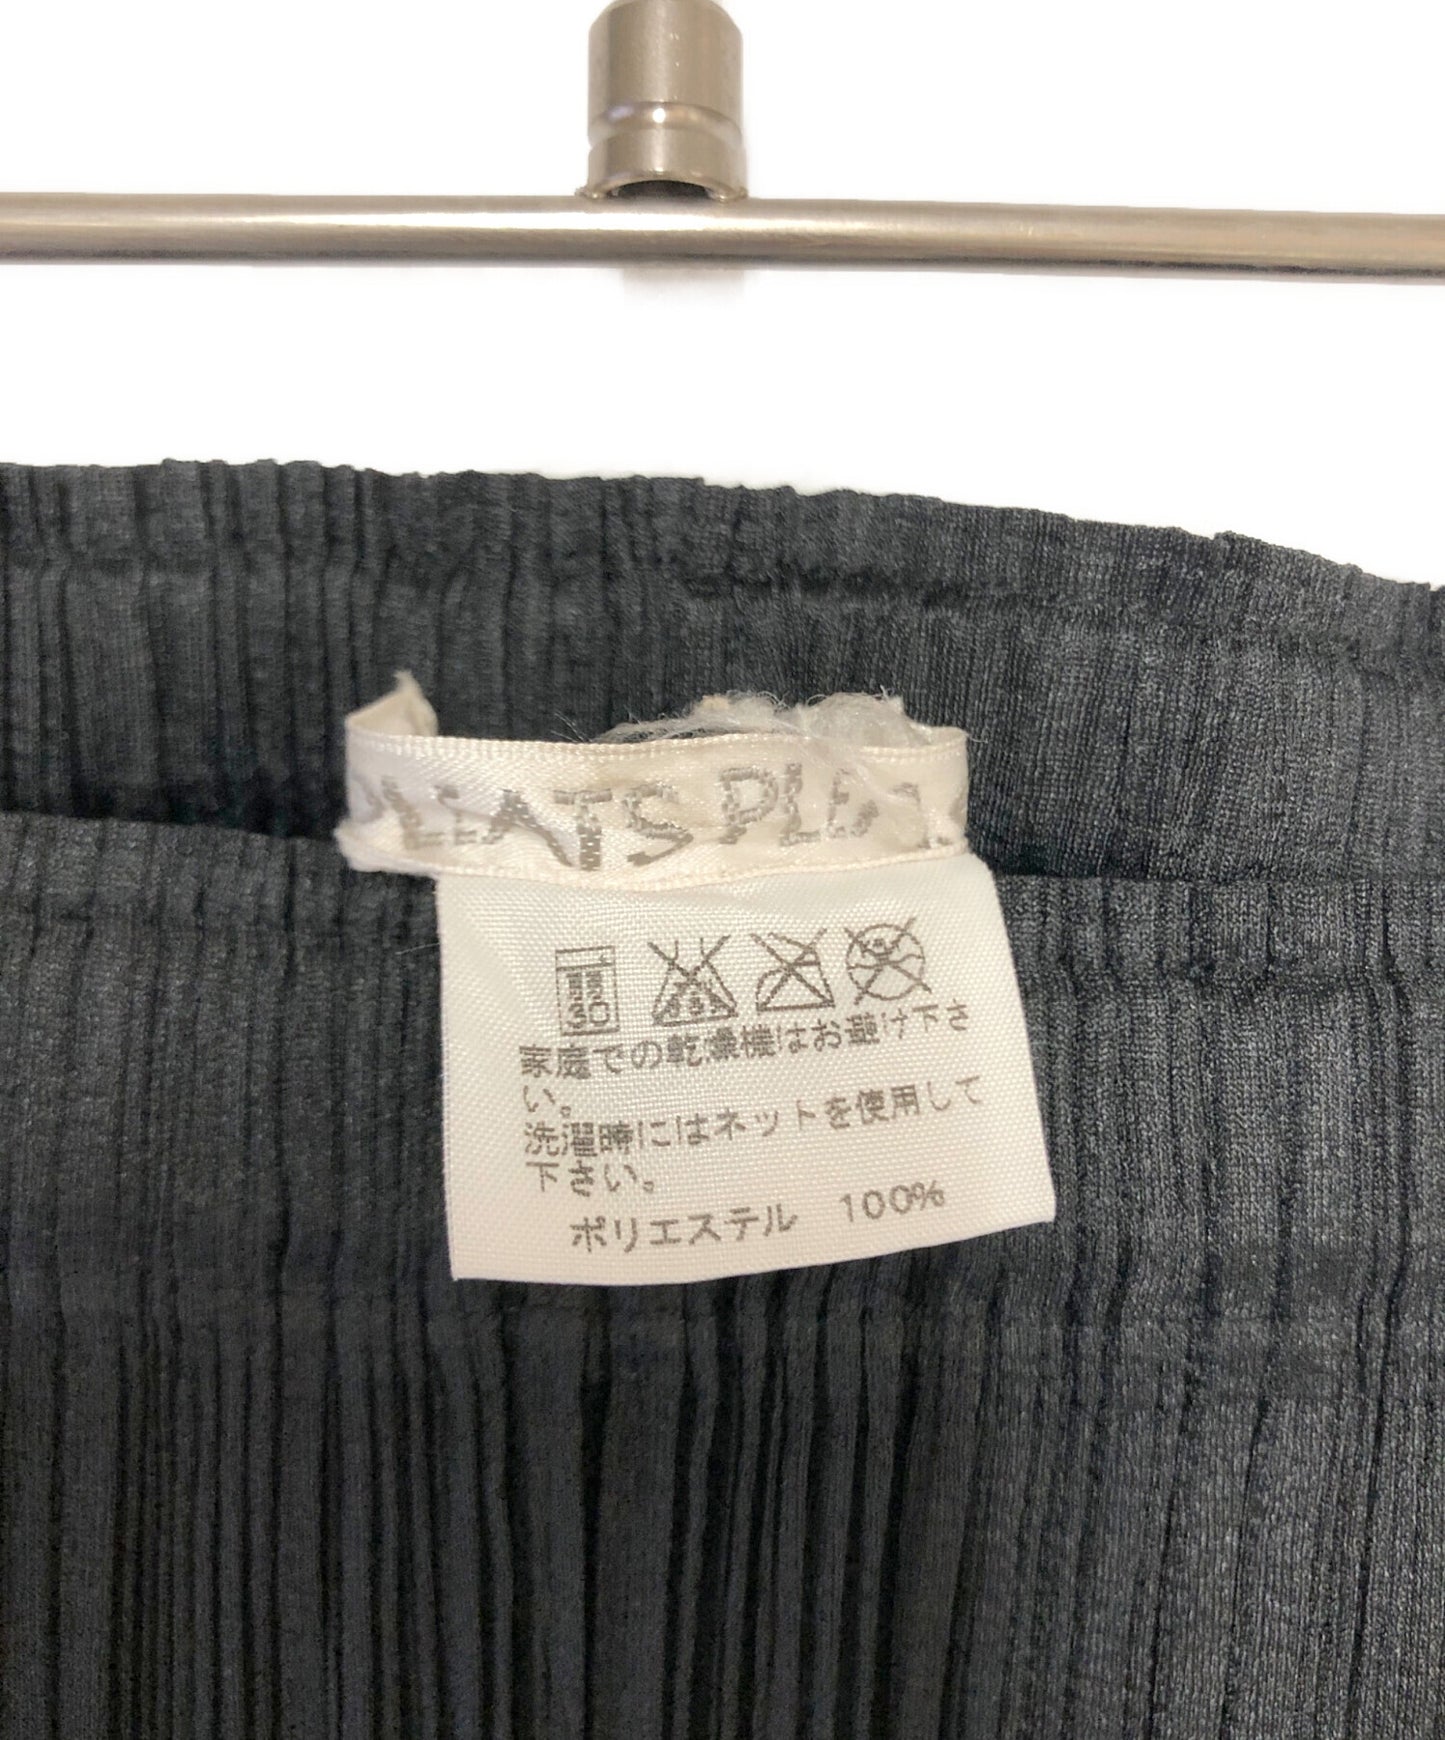 PLEATS PLEA
家庭での乾燥機はお避け下さ
い。
洗濯時にはネットを使用して
下さい。
ポリエステル 100%